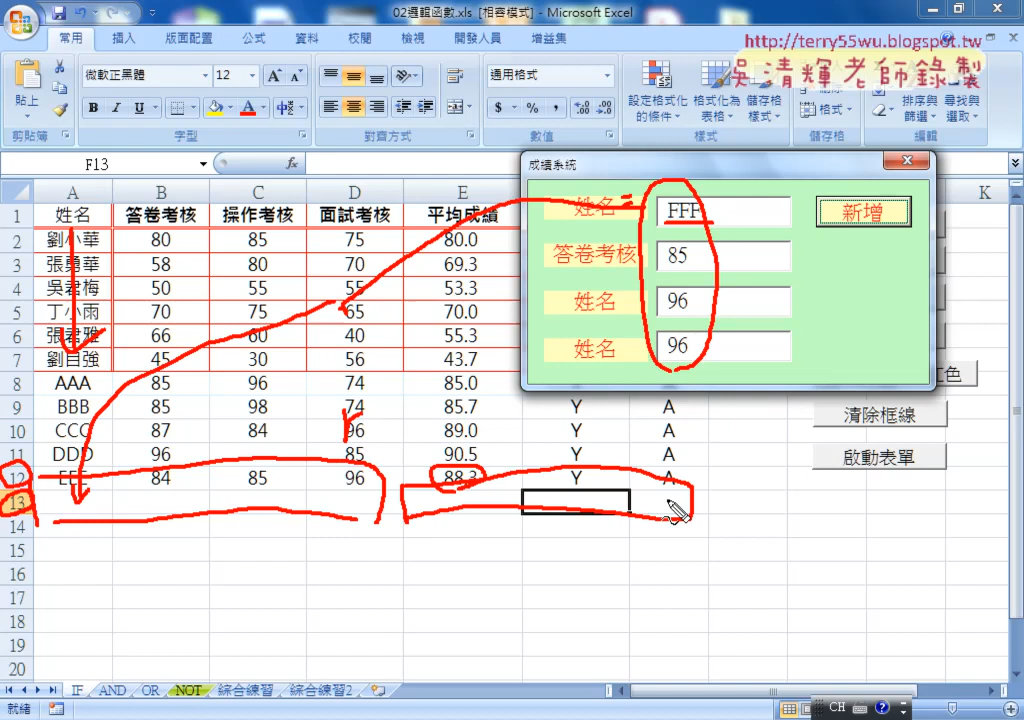 02邏輯函數.xls [相容模式] - Microsoft Excel
常用 插入 版面配置 公式 資料 校閱 檢視 開發人員 增益集
http://terry55wu.blogspot.tw
吳清輝老師錄製
貼上 微軟正黑體 12 通用格式
B I U $ % ,
設定格式化的條件 格式化為表格 儲存格樣式 格式 排序與篩選 尋找與選取
剪貼簿 字型 對齊方式 數值 樣式 儲存格 編輯
F13 fx
A B C D E K
1 姓名 答卷考核 操作考核 面試考核 平均成績
2 劉小華 80 85 75 80.0
3 張勇華 58 80 70 69.3
4 吳君梅 50 55 55 53.3
5 丁小雨 70 75 65 70.0
6 張君雅 66 60 40 55.3
7 劉自強 45 30 56 43.7
8 AAA 85 96 74 85.0
9 BBB 85 98 74 85.7 Y A
10 CCC 87 84 96 89.0 Y A
11 DDD 96 85 90.5 Y A
12 EEE 84 85 96 88.3 Y A
13
14
15
16
17
18
19
20
成績系統
姓名 FFF 新增
答卷考核 85
姓名 96
姓名 96
紅色
清除框線
啟動表單
IF AND OR NOT 綜合練習 綜合練習2
就緒 CH